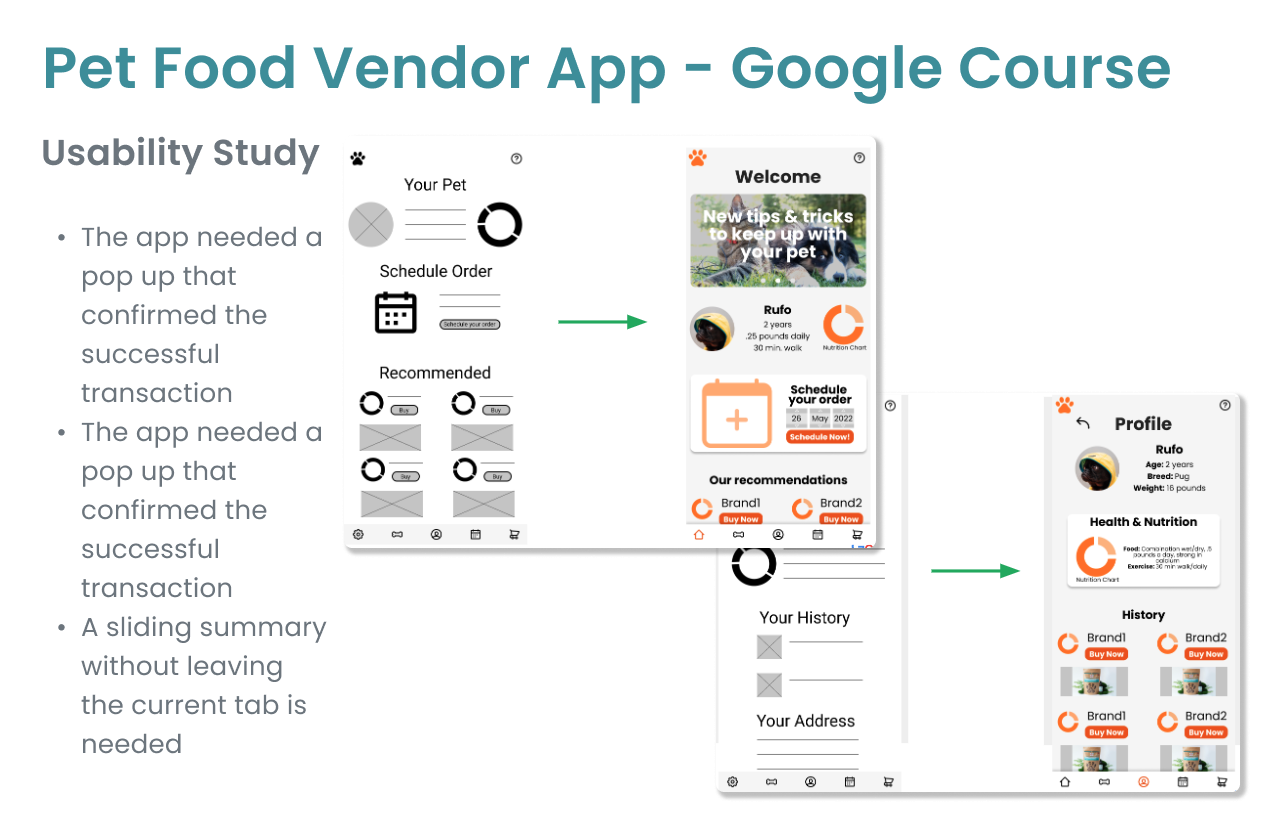 Pet Food Vendor App - Google Course
Usability Study
• The app needed a
pop up that
confirmed the
successful
transaction
• The app needed a
pop up that
confirmed the
successful
transaction
• A sliding summary
without leaving
the current tab is
needed
Your Pet
Schedule Order
Schedule your order
Recommended
Buy
Buy
Buy
Buy
Welcome
New tips & tricks
to keep up with
your pet
Rufo
2 years
.25 pounds daily
30 min. walk
Nutrition Chart
Schedule
your order
26 May 2022
Schedule Now!
Our recommendations
Brand1
Buy Now
Brand2
Buy Now
Your History
Your Address
Profile
Rufo
Age: 2 years
Breed: Pug
Weight: 16 pounds
Health & Nutrition
Food: Combination wet/dry, .5
pounds a day, strong in
calcium
Exercise: 30 min walk/daily
Nutrition Chart
History
Brand1
Buy Now
Brand2
Buy Now
Brand1
Buy Now
Brand2
Buy Now